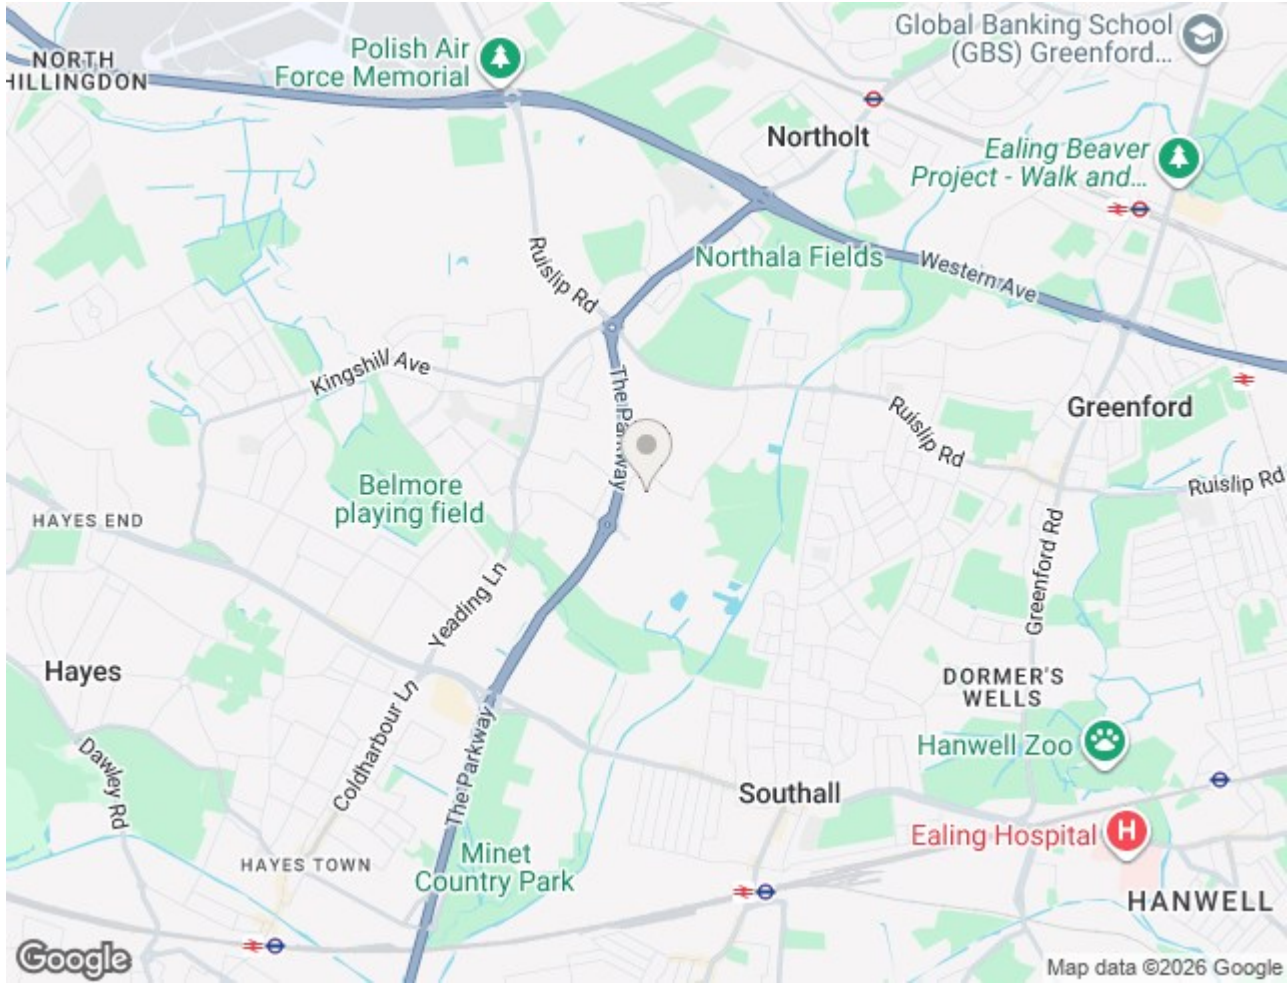 NORTH
HILLINGDON
Polish Air
Force Memorial
Global Banking School
(GBS) Greenford...
Northolt
Ealing Beaver
Project - Walk and...
Ruislip Rd
Northala Fields
Western Ave
Kingshill Ave
The Parkway
Ruislip Rd
Greenford
Ruislip Rd
Belmore
playing field
HAYES END
Greenford Rd
Yeading Ln
Hayes
Coldharbour Ln
DORMER'S
WELLS
Hanwell Zoo
Dawley Rd
The Parkway
Southall
Ealing Hospital
H
HAYES TOWN
Minet
Country Park
HANWELL
Google
Map data ©2026 Google